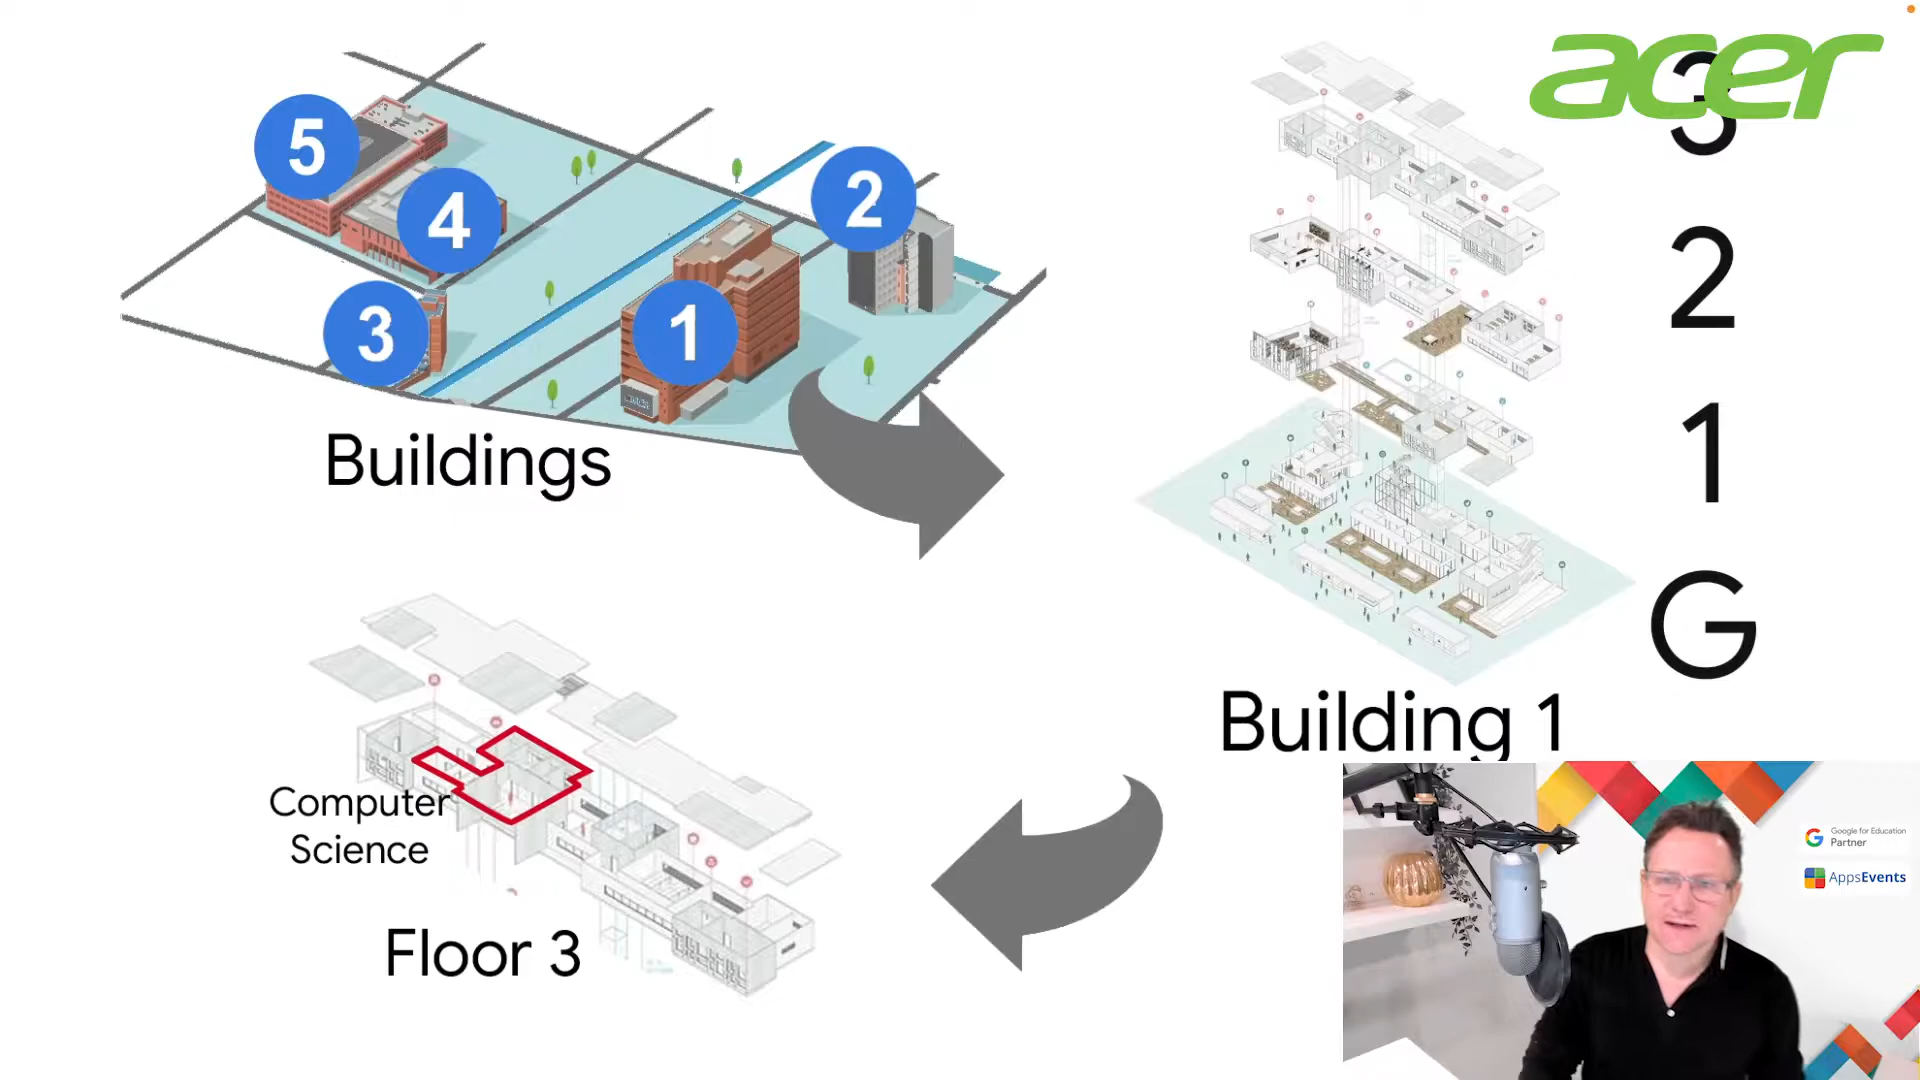 5
4
3
2
1
Buildings
acer
3
2
1
G
Building 1
Computer
Science
Floor 3
Google for Education
Partner
AppsEvents